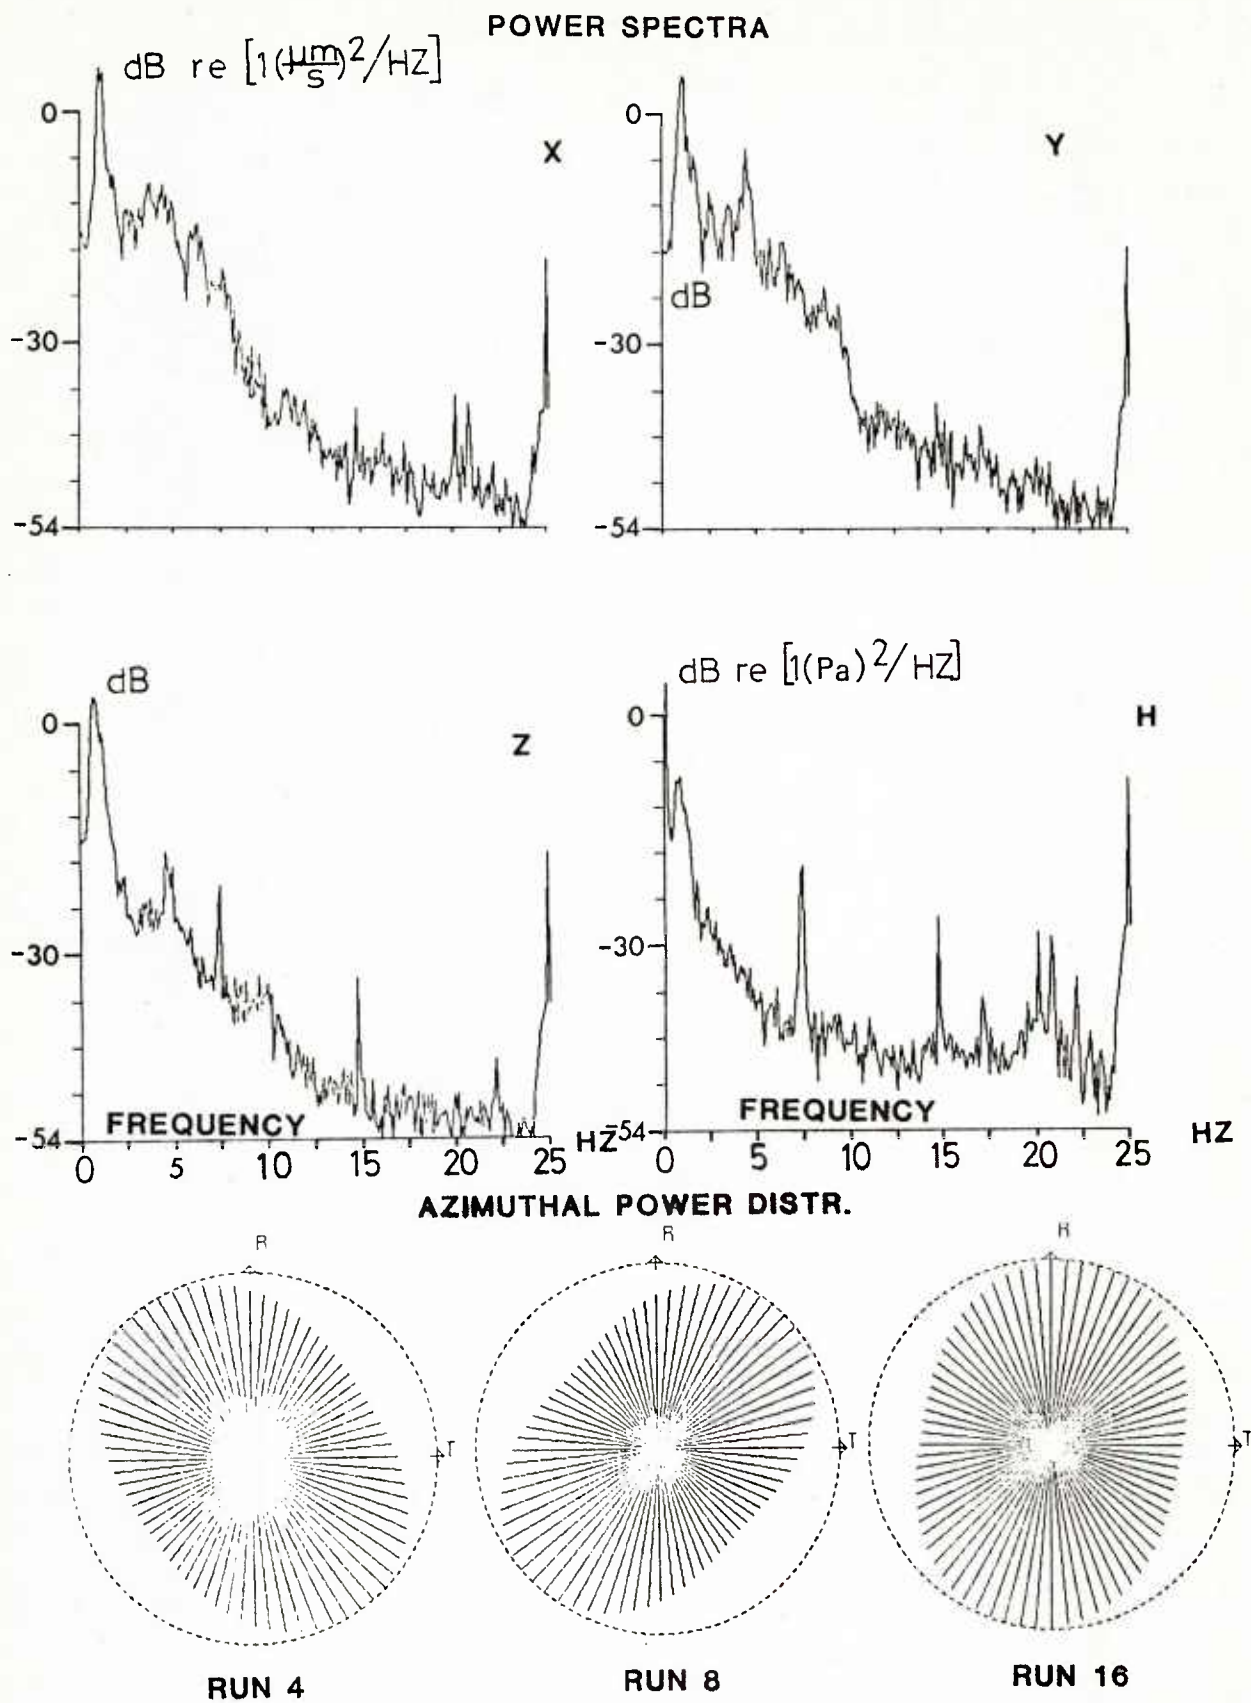 POWER SPECTRA
dB re [1(μm/s)2/HZ]
0
X
-30
-54
0
Y
dB
-30
-54
dB
0
Z
-30
-54
FREQUENCY
0 5 10 15 20 25 HZ
dB re [1(Pa)2/HZ]
0
H
-30
-54
FREQUENCY
0 5 10 15 20 25 HZ
AZIMUTHAL POWER DISTR.
R
T
RUN 4
R
T
RUN 8
R
T
RUN 16